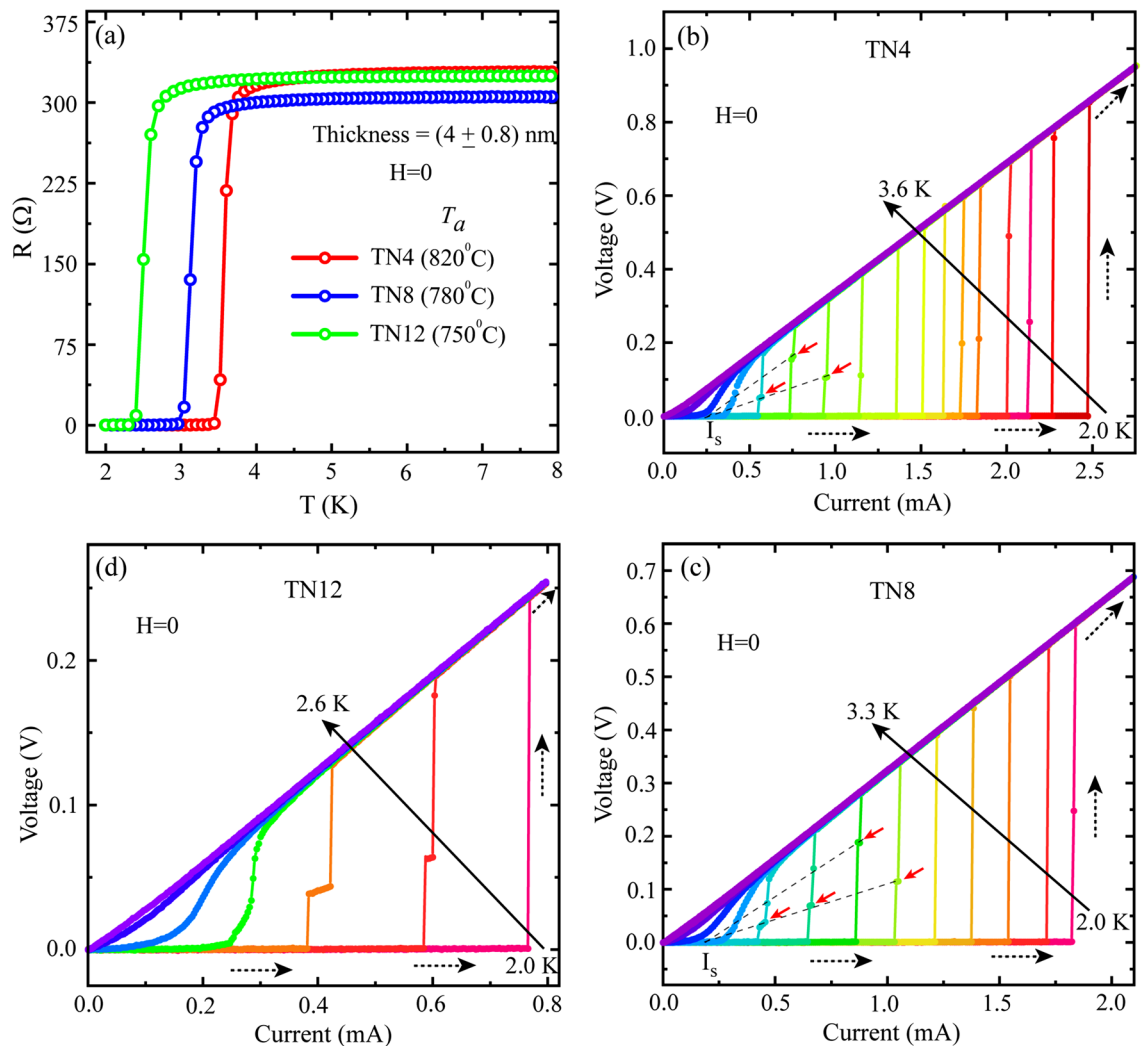 (a)
375
300
225
150
75
0
R (Ω)
Thickness = (4 ± 0.8) nm
H=0
Tₐ
TN4 (820⁰C)
TN8 (780⁰C)
TN12 (750⁰C)
2 3 4 5 6 7 8
T (K)
(b)
TN4
H=0
1.0
0.8
0.6
0.4
0.2
0.0
Voltage (V)
3.6 K
Iₛ
2.0 K
0.0 0.5 1.0 1.5 2.0 2.5
Current (mA)
(d)
TN12
H=0
0.2
0.1
0.0
Voltage (V)
2.6 K
2.0 K
0.0 0.2 0.4 0.6 0.8
Current (mA)
(c)
TN8
H=0
0.7
0.6
0.5
0.4
0.3
0.2
0.1
0.0
Voltage (V)
3.3 K
2.0 K
Iₛ
0.0 0.5 1.0 1.5 2.0
Current (mA)